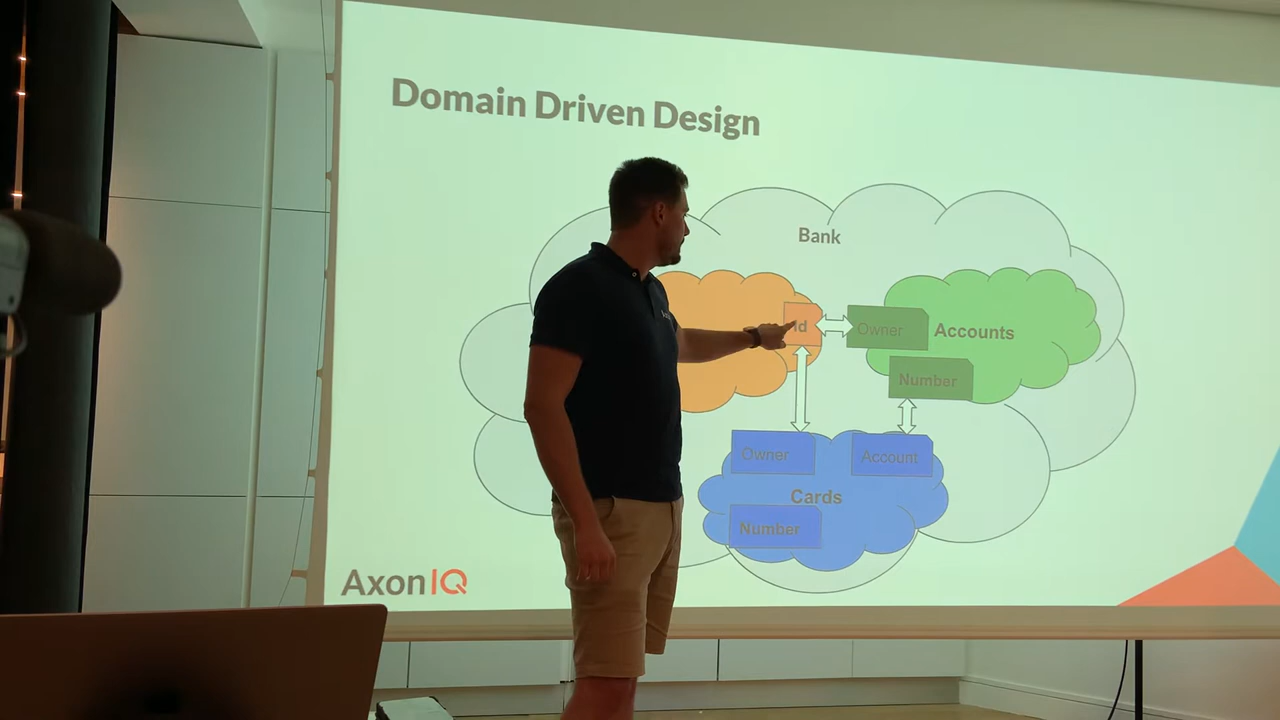 Domain Driven Design
Bank
Id
Owner
Accounts
Number
Owner
Account
Cards
Number
AxonIQ